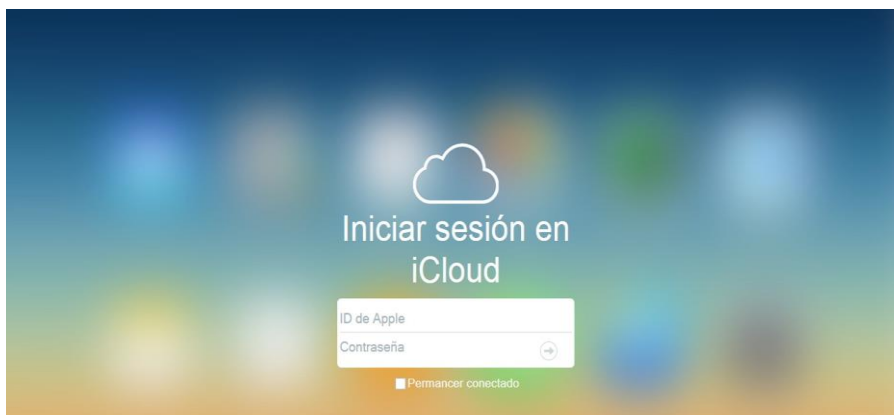 Iniciar sesión en
iCloud
ID de Apple
Contraseña
Permancer conectado